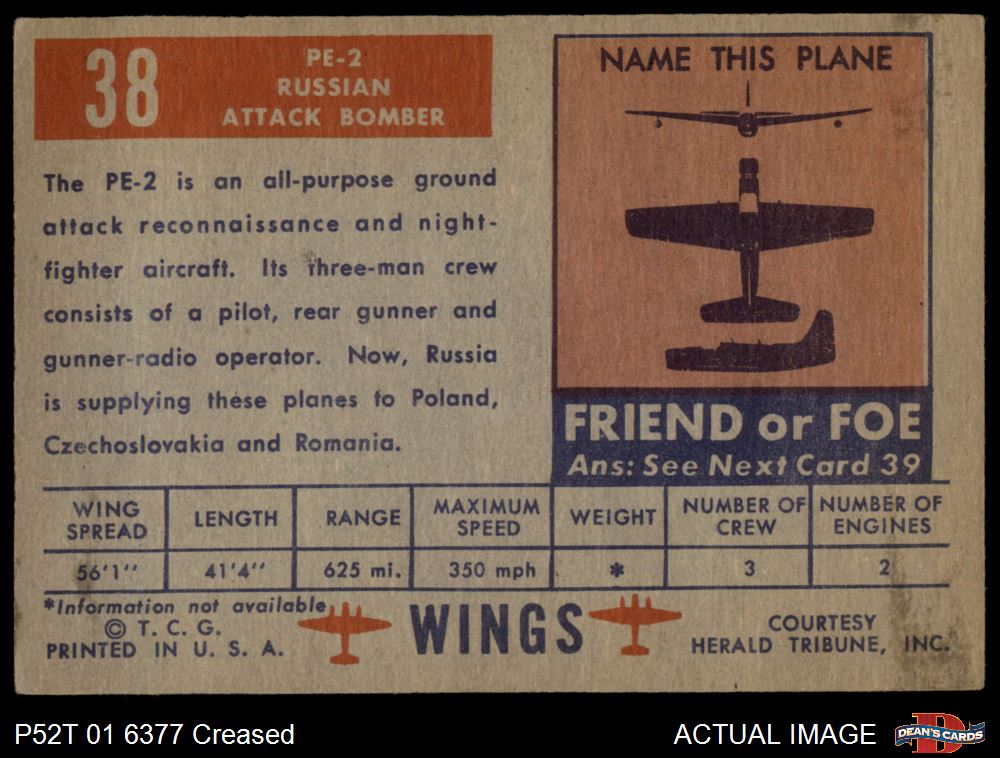 38
PE-2
RUSSIAN
ATTACK BOMBER
The PE-2 is an all-purpose ground
attack reconnaissance and night-
fighter aircraft. Its three-man crew
consists of a pilot, rear gunner and
gunner-radio operator. Now, Russia
is supplying these planes to Poland,
Czechoslovakia and Romania.
NAME THIS PLANE
FRIEND or FOE
Ans: See Next Card 39
WING SPREAD
LENGTH
RANGE
MAXIMUM SPEED
WEIGHT
NUMBER OF CREW
NUMBER OF ENGINES
56'1"
41'4"
625 mi.
350 mph
*
3
2
*Information not available
© T. C. G.
PRINTED IN U. S. A.
WINGS
COURTESY
HERALD TRIBUNE, INC.
P52T 01 6377 Creased
ACTUAL IMAGE
D
DEAN'S CARDS